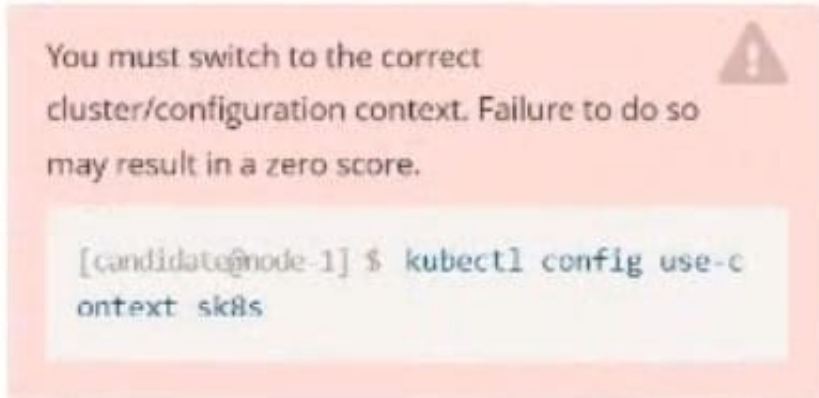 You must switch to the correct
cluster/configuration context. Failure to do so
may result in a zero score.
[candidate@node-1] $ kubectl config use-c
ontext sk8s